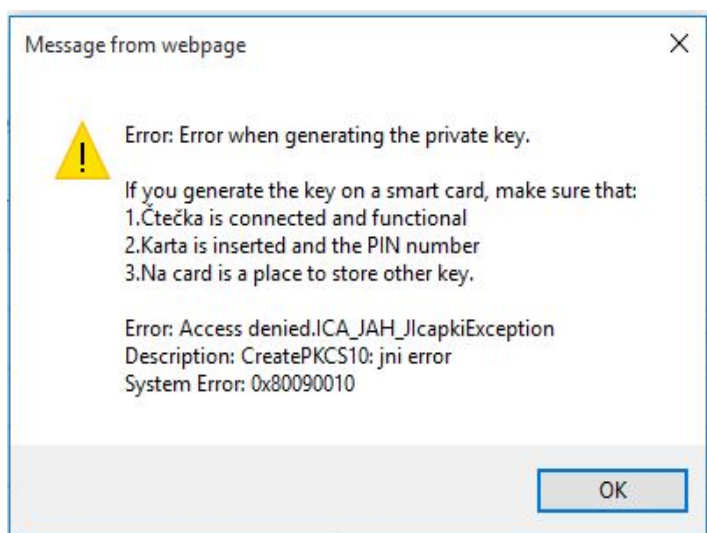 Message from webpage
Error: Error when generating the private key.
If you generate the key on a smart card, make sure that:
1.Čtečka is connected and functional
2.Karta is inserted and the PIN number
3.Na card is a place to store other key.
Error: Access denied.ICA_JAH_JIcapkiException
Description: CreatePKCS10: jni error
System Error: 0x80090010
OK